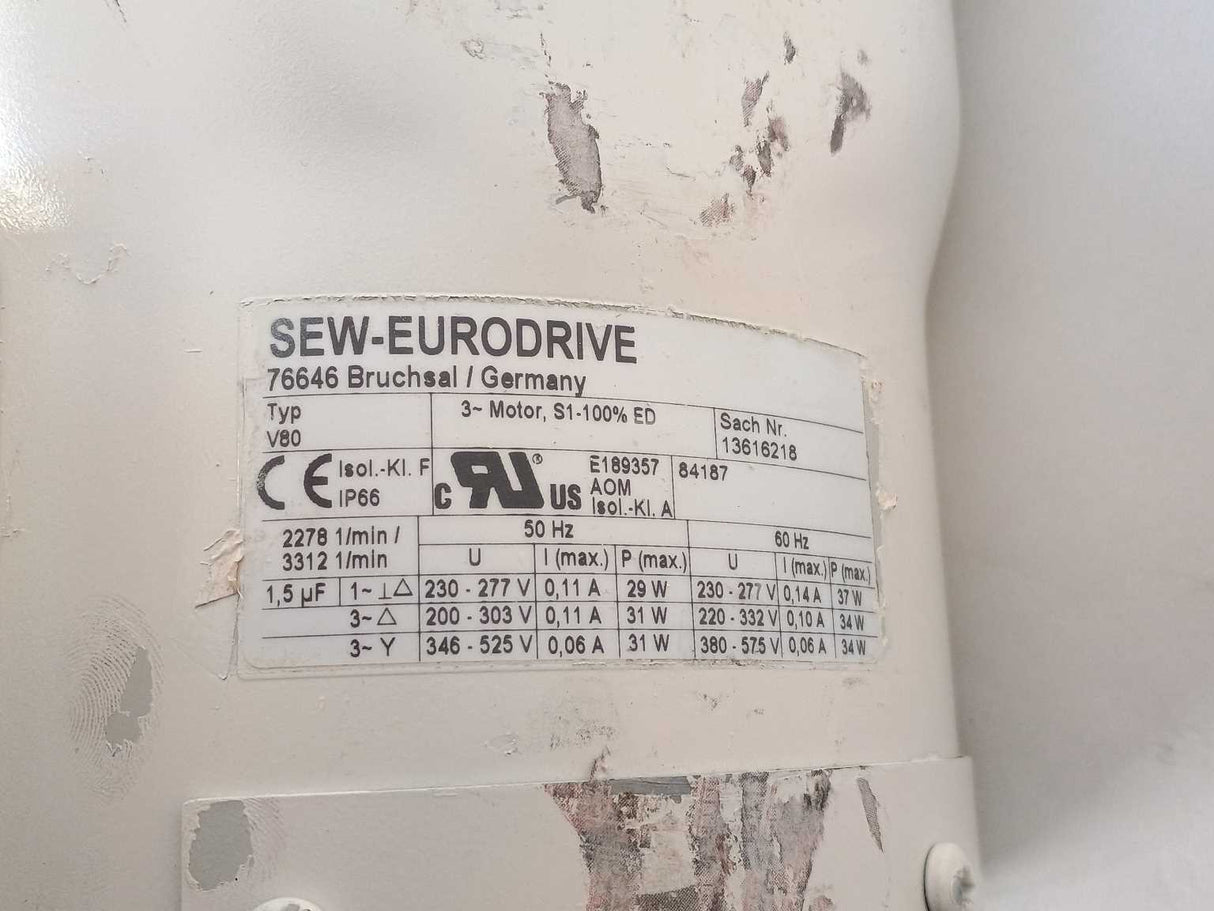 SEW-EURODRIVE
76646 Bruchsal / Germany
Typ
V80
3~ Motor, S1-100% ED
Sach Nr.
13616218
CE Isol.-Kl. F
IP66
C RU ® US
E189357
AOM
Isol.-Kl. A
84187
2278 1/min /
3312 1/min
50 Hz 60 Hz
U I (max.) P (max.) U I (max.) P (max.)
1,5 µF 1~ ⊥△ 230 - 277 V 0,11 A 29 W 230 - 277 V 0,14 A 37 W
3~ △ 200 - 303 V 0,11 A 31 W 220 - 332 V 0,10 A 34 W
3~ Y 346 - 525 V 0,06 A 31 W 380 - 575 V 0,06 A 34 W